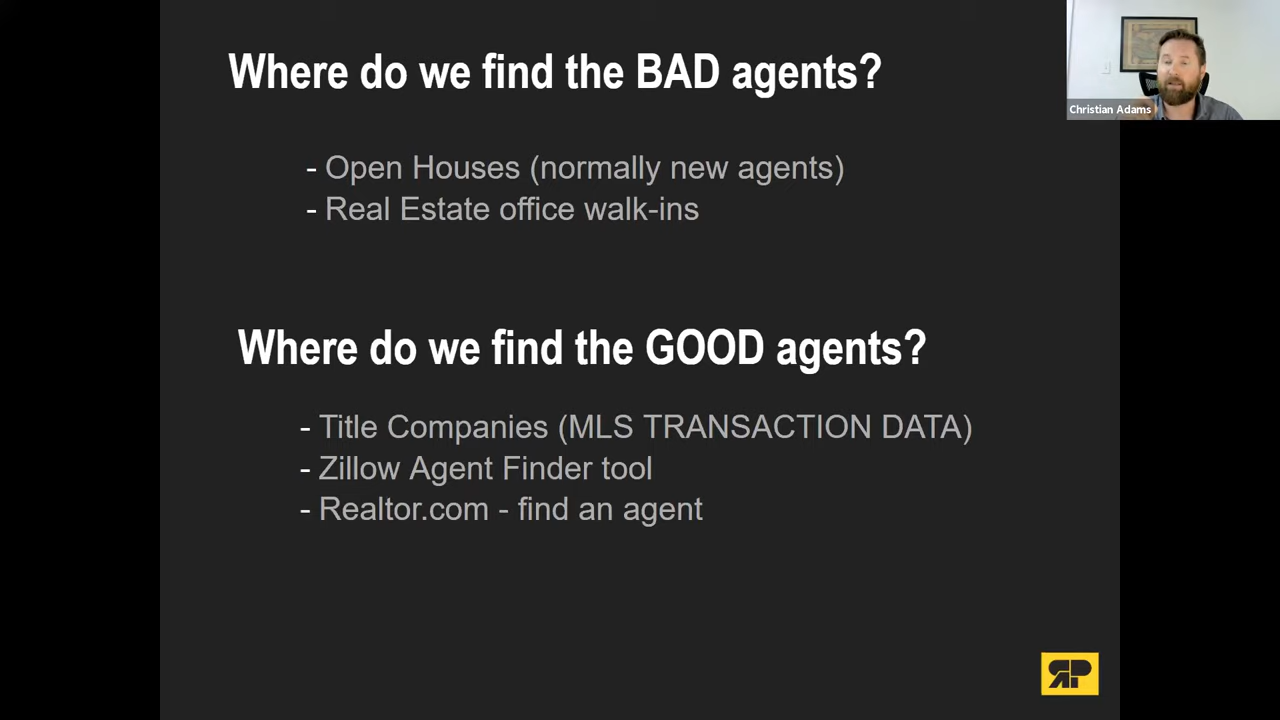 Where do we find the BAD agents?
- Open Houses (normally new agents)
- Real Estate office walk-ins
Where do we find the GOOD agents?
- Title Companies (MLS TRANSACTION DATA)
- Zillow Agent Finder tool
- Realtor.com - find an agent
Christian Adams